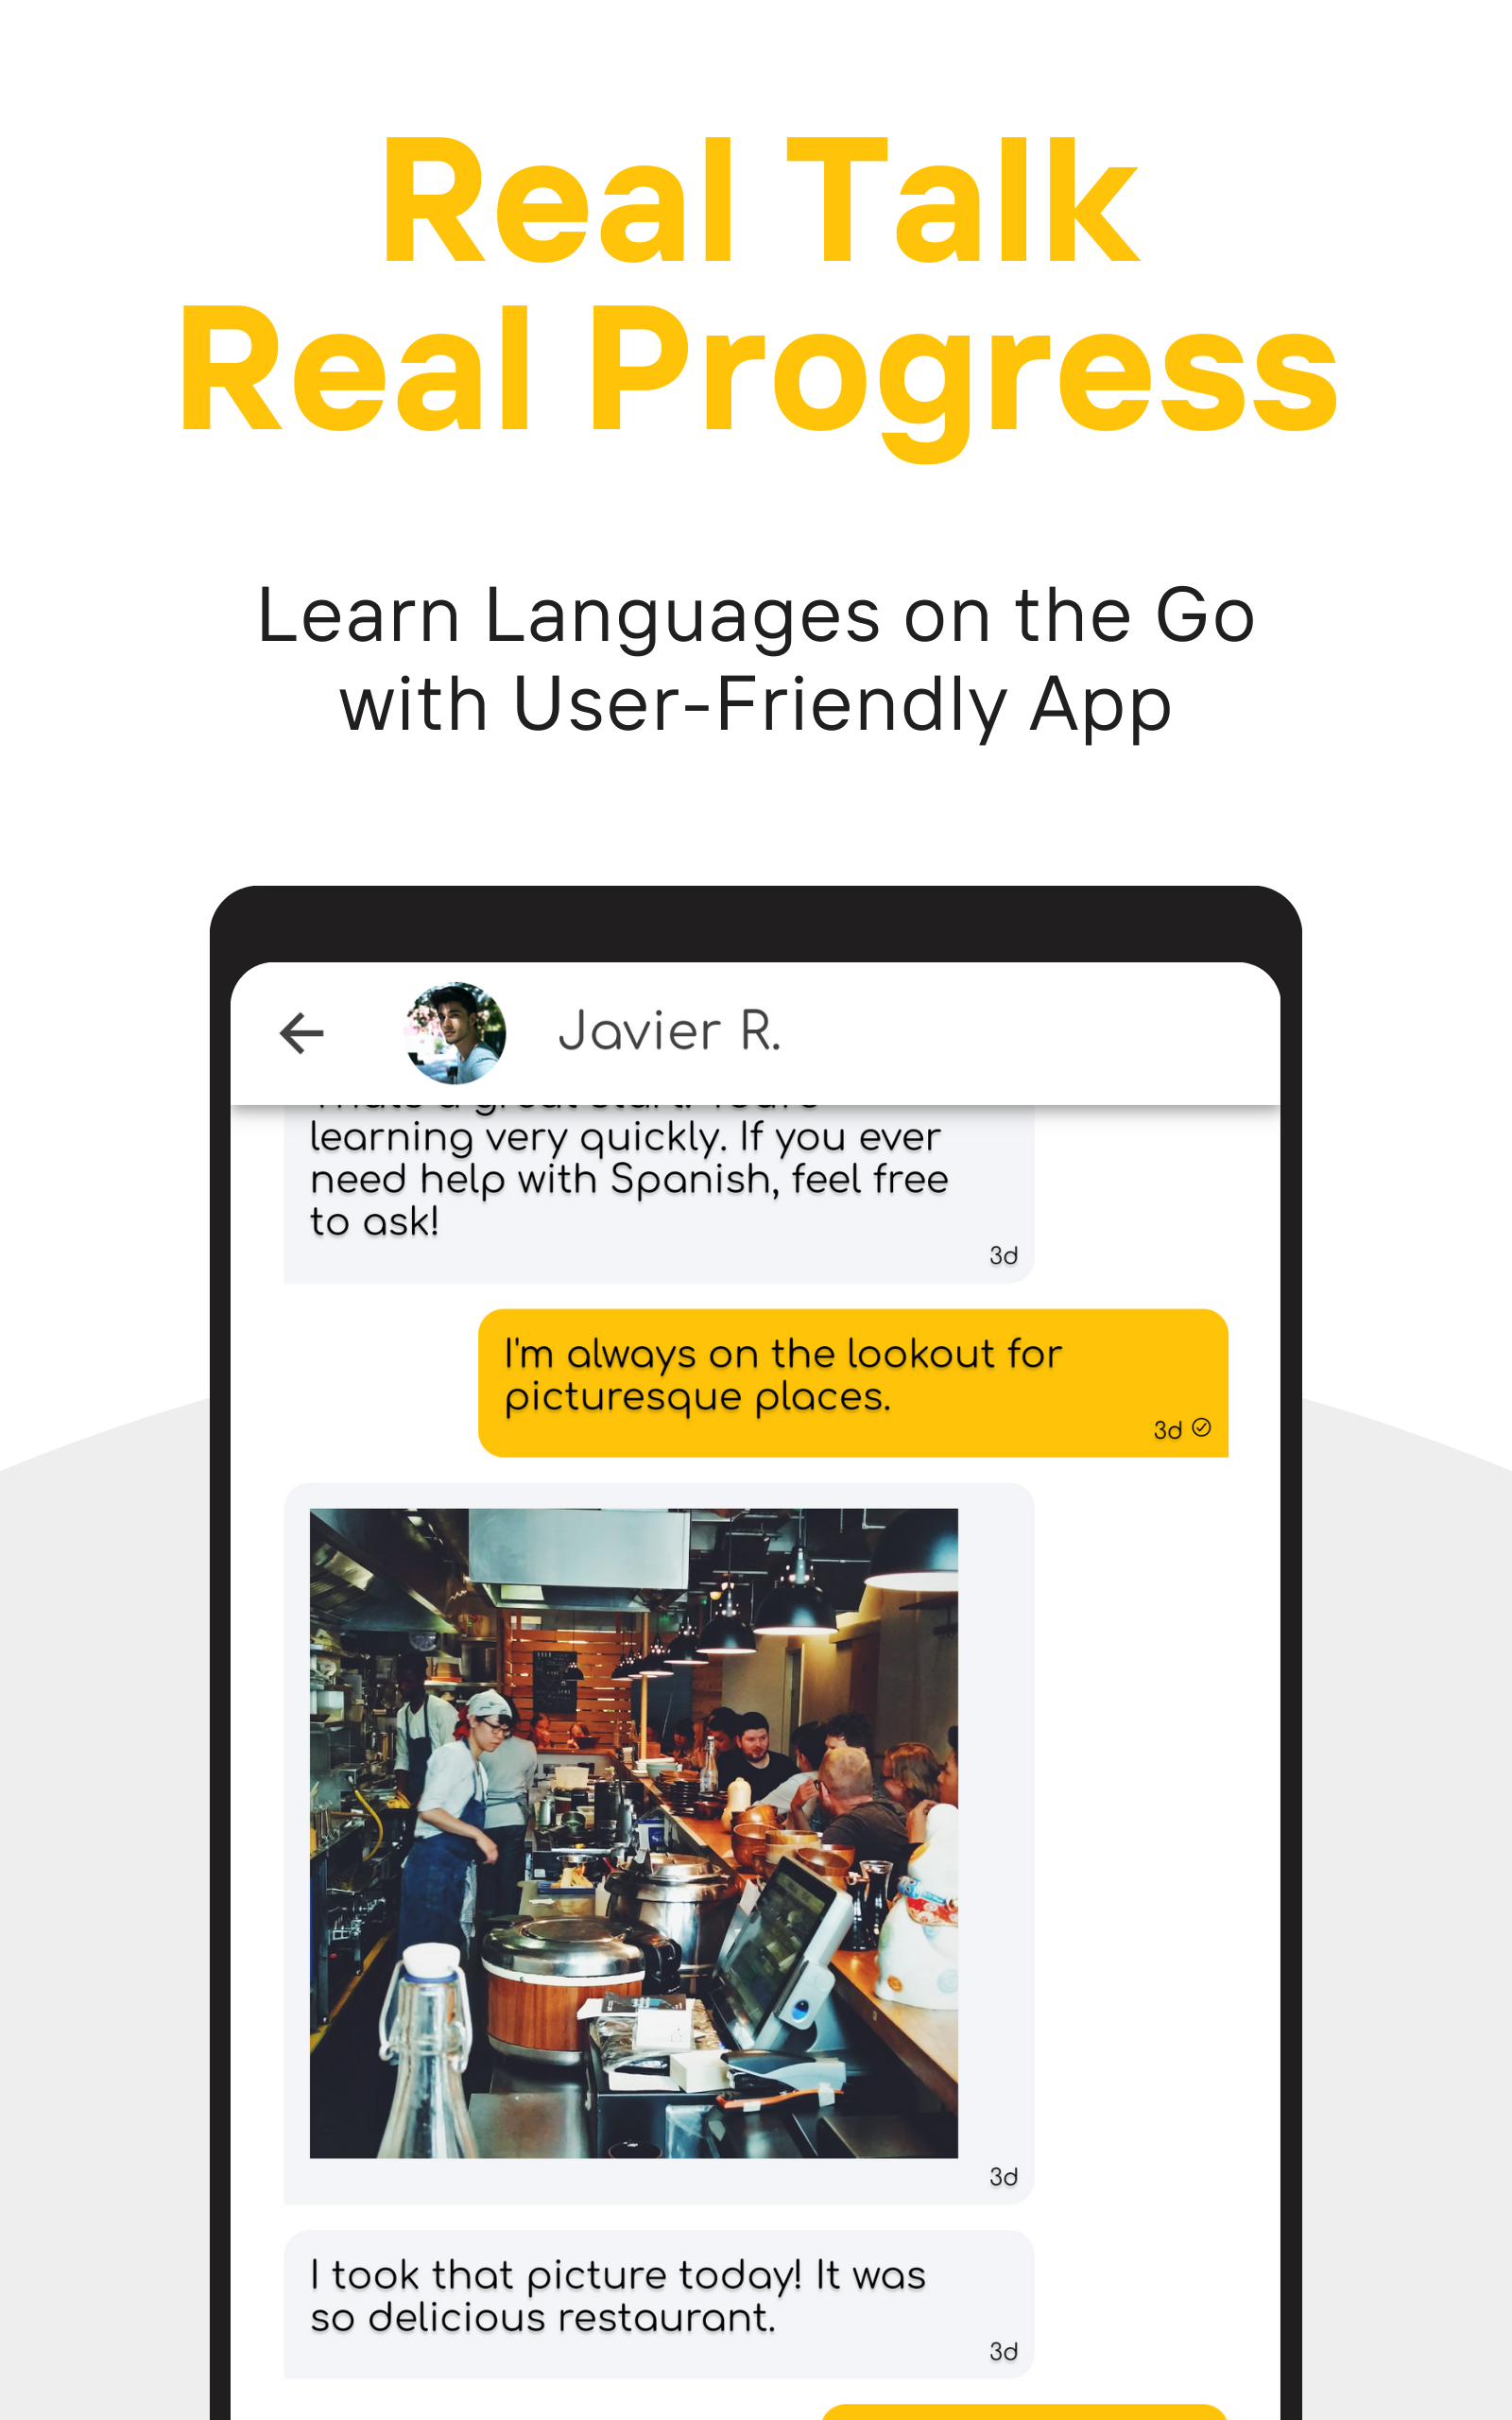 Real Talk
Real Progress
Learn Languages on the Go
with User-Friendly App
Javier R.
learning very quickly. If you ever
need help with Spanish, feel free
to ask!
3d
I'm always on the lookout for
picturesque places.
3d
3d
I took that picture today! It was
so delicious restaurant.
3d